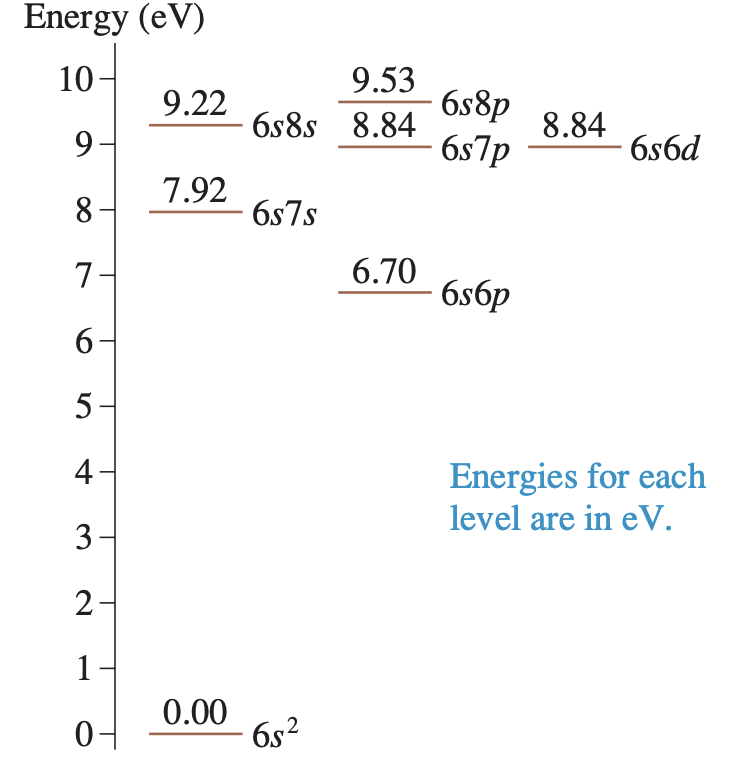 Energy (eV)
10
9.53
9.22
6s8p
6s8s
8.84
8.84
9
6s7p
6s6d
7.92
8
6s7s
7
6.70
6s6p
6
5
4
Energies for each
level are in eV.
3
2
1
0.00
0
6s²